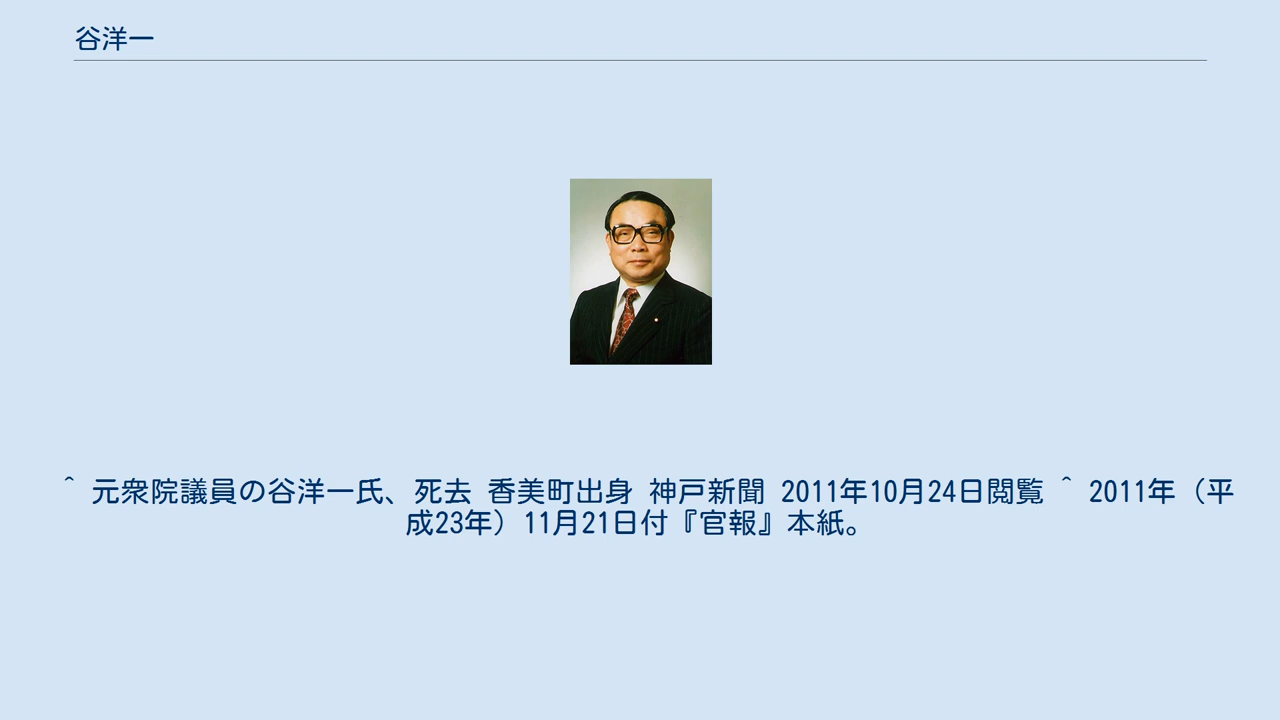 谷洋一
^ 元衆院議員の谷洋一氏、死去 香美町出身 神戸新聞 2011年10月24日閲覧 ^ 2011年（平
成23年）11月21日付『官報』本紙。